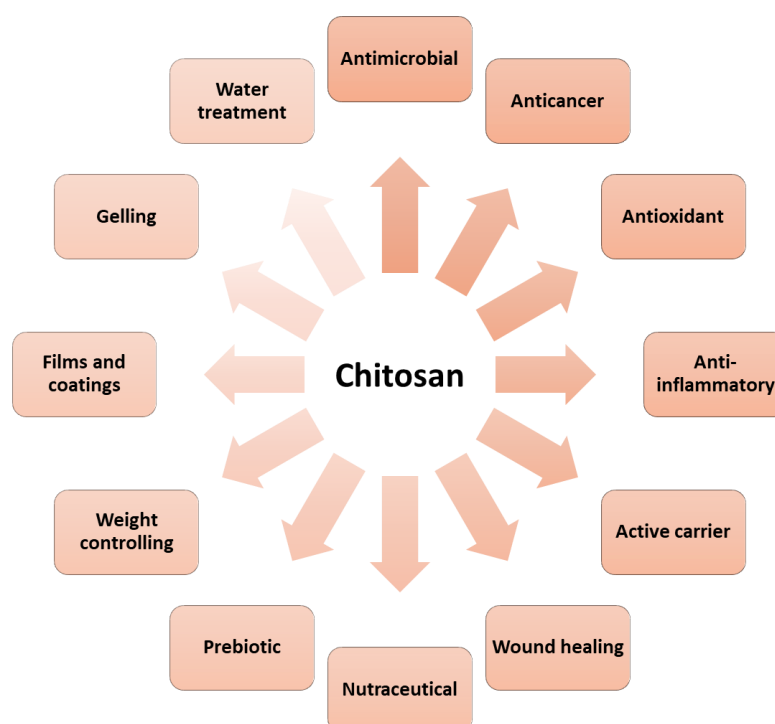 Antimicrobial
Anticancer
Antioxidant
Anti-
inflammatory
Active carrier
Wound healing
Nutraceutical
Prebiotic
Weight
controlling
Films and
coatings
Gelling
Water
treatment
Chitosan